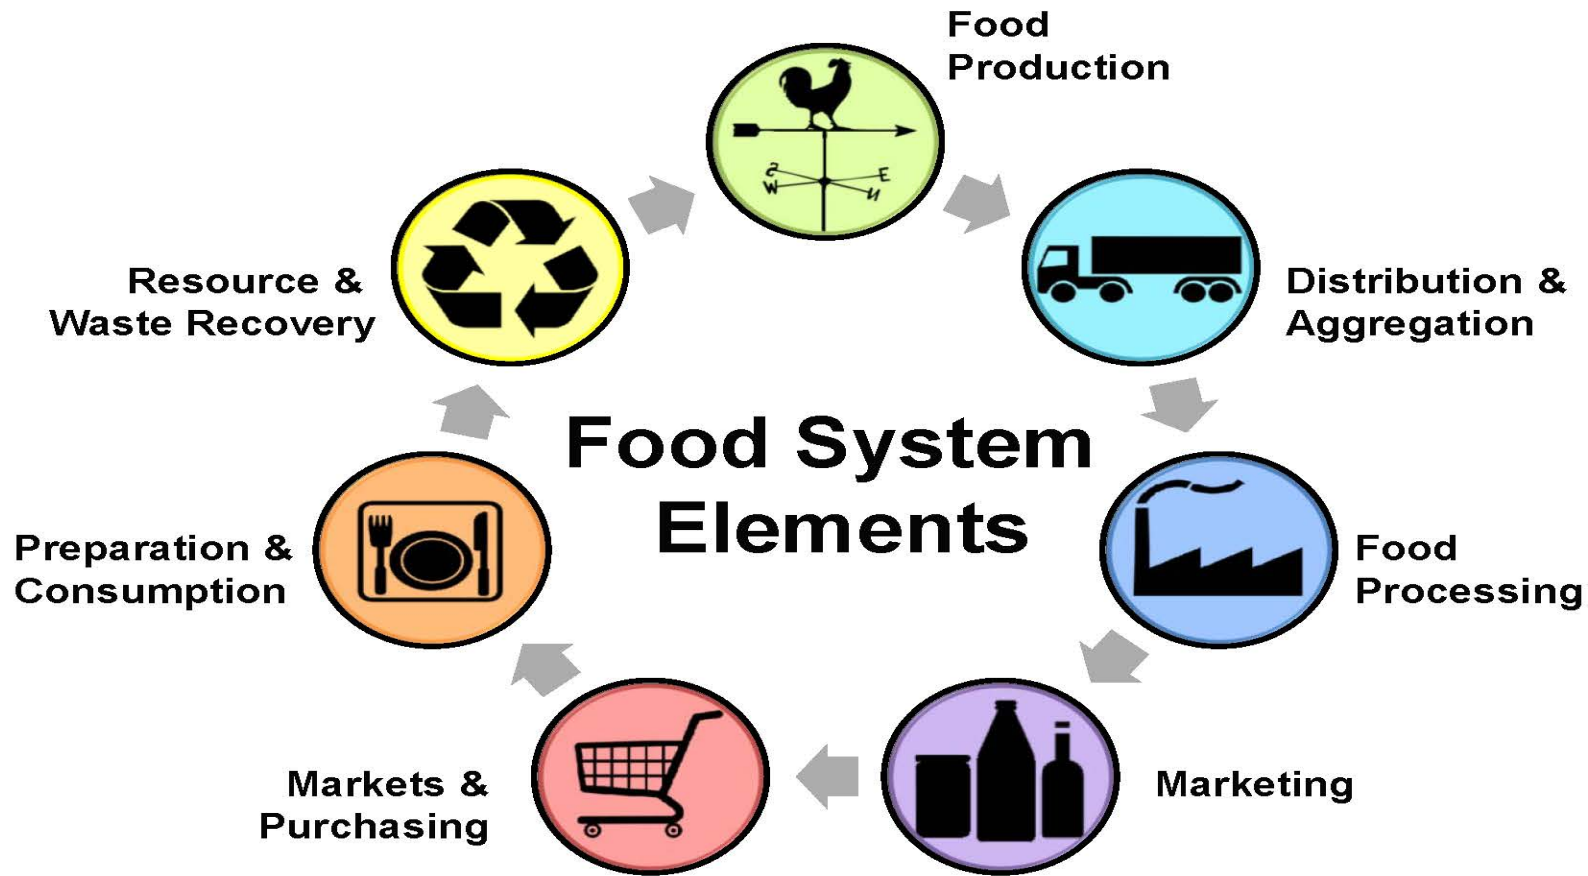 Food
Production
S
E
W
N
Distribution &
Aggregation
Resource &
Waste Recovery
Food System
Elements
Preparation &
Consumption
Food
Processing
Markets &
Purchasing
Marketing